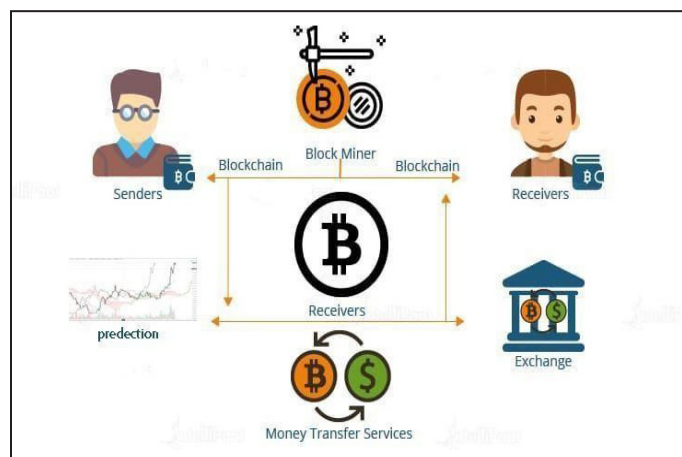 Block Miner
Blockchain
Blockchain
Senders
Receivers
Receivers
predection
Exchange
Money Transfer Services